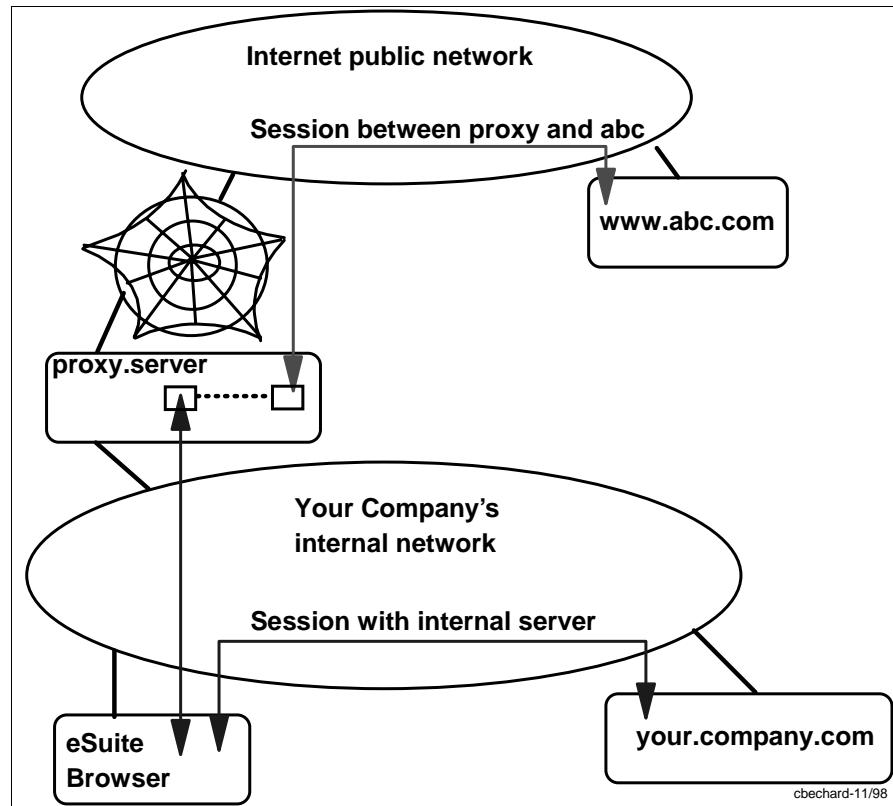 Internet public network
Session between proxy and abc
www.abc.com
proxy.server
Your Company's
internal network
Session with internal server
eSuite
Browser
your.company.com
cbechard-11/98